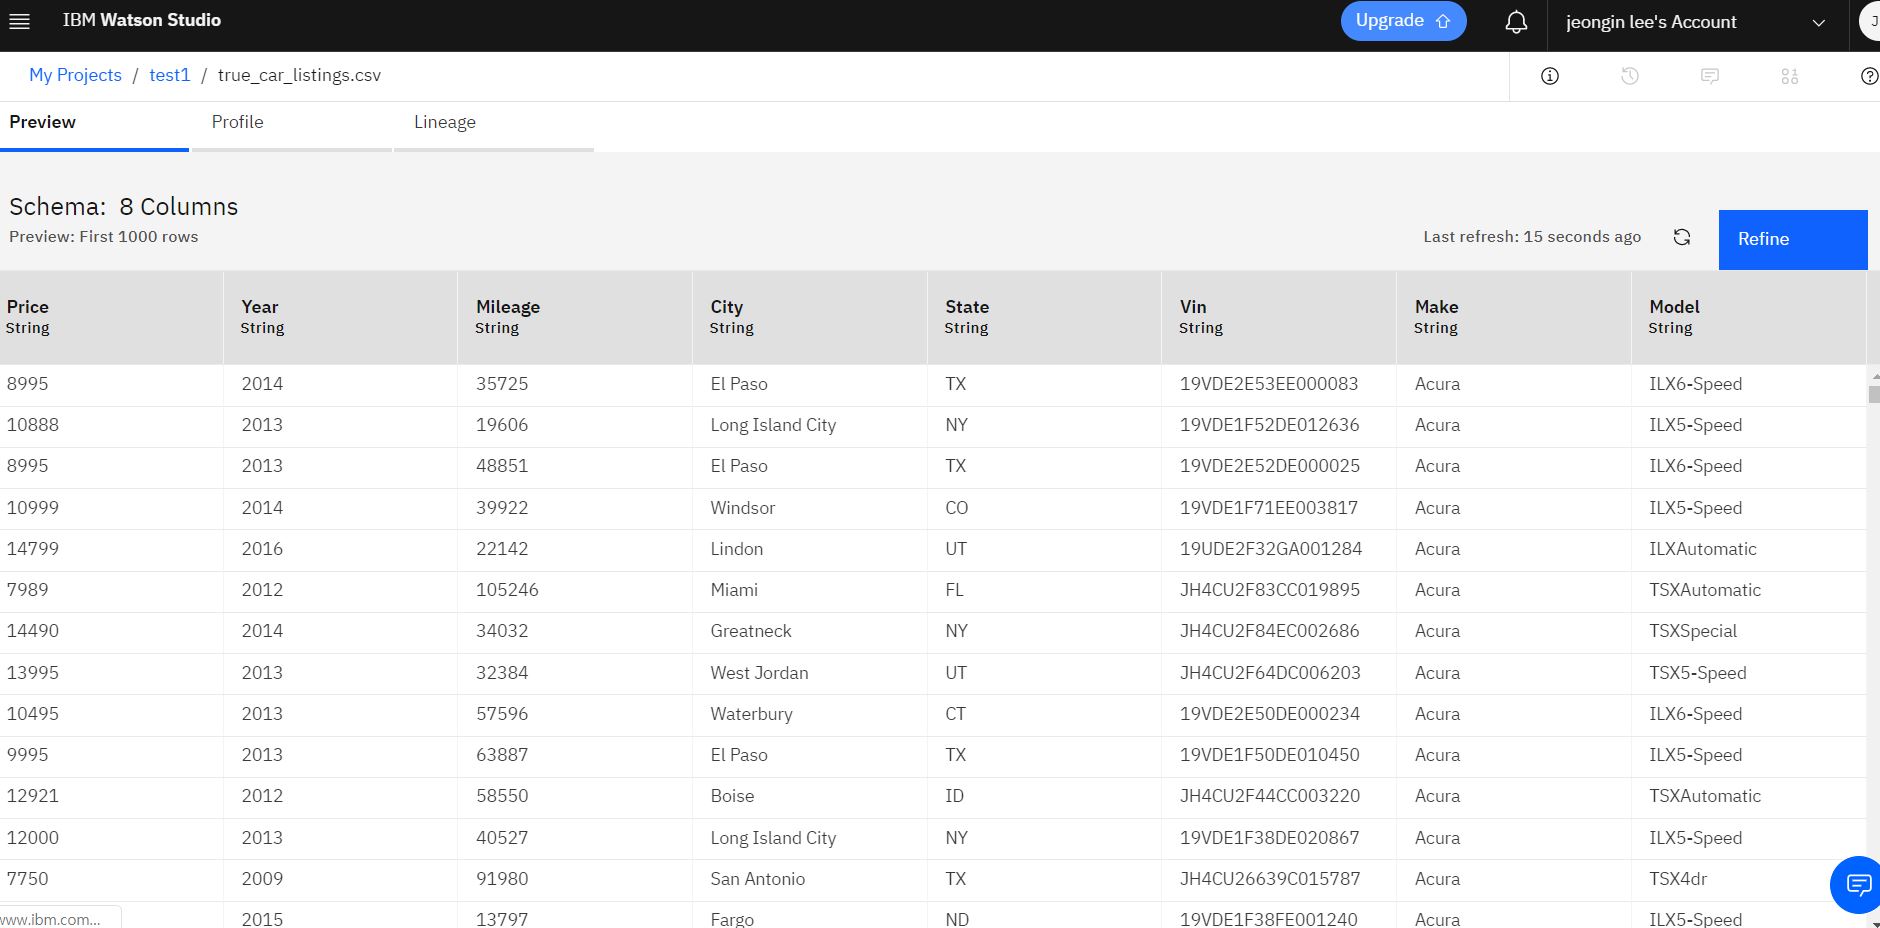 IBM Watson Studio
Upgrade
jeongin lee's Account
J
My Projects / test1 / true_car_listings.csv
Preview Profile Lineage
Schema: 8 Columns
Preview: First 1000 rows
Last refresh: 15 seconds ago
Refine
Price Year Mileage City State Vin Make Model
String String String String String String String String
8995 2014 35725 El Paso TX 19VDE2E53EE000083 Acura ILX6-Speed
10888 2013 19606 Long Island City NY 19VDE1F52DE012636 Acura ILX5-Speed
8995 2013 48851 El Paso TX 19VDE2E52DE000025 Acura ILX6-Speed
10999 2014 39922 Windsor CO 19VDE1F71EE003817 Acura ILX5-Speed
14799 2016 22142 Lindon UT 19UDE2F32GA001284 Acura ILXAutomatic
7989 2012 105246 Miami FL JH4CU2F83CC019895 Acura TSXAutomatic
14490 2014 34032 Greatneck NY JH4CU2F84EC002686 Acura TSXSpecial
13995 2013 32384 West Jordan UT JH4CU2F64DC006203 Acura TSX5-Speed
10495 2013 57596 Waterbury CT 19VDE2E50DE000234 Acura ILX6-Speed
9995 2013 63887 El Paso TX 19VDE1F50DE010450 Acura ILX5-Speed
12921 2012 58550 Boise ID JH4CU2F44CC003220 Acura TSXAutomatic
12000 2013 40527 Long Island City NY 19VDE1F38DE020867 Acura ILX5-Speed
7750 2009 91980 San Antonio TX JH4CU26639C015787 Acura TSX4dr
www.ibm.com... 2015 13797 Fargo ND 19VDE1F38FE001240 Acura ILX5-Speed